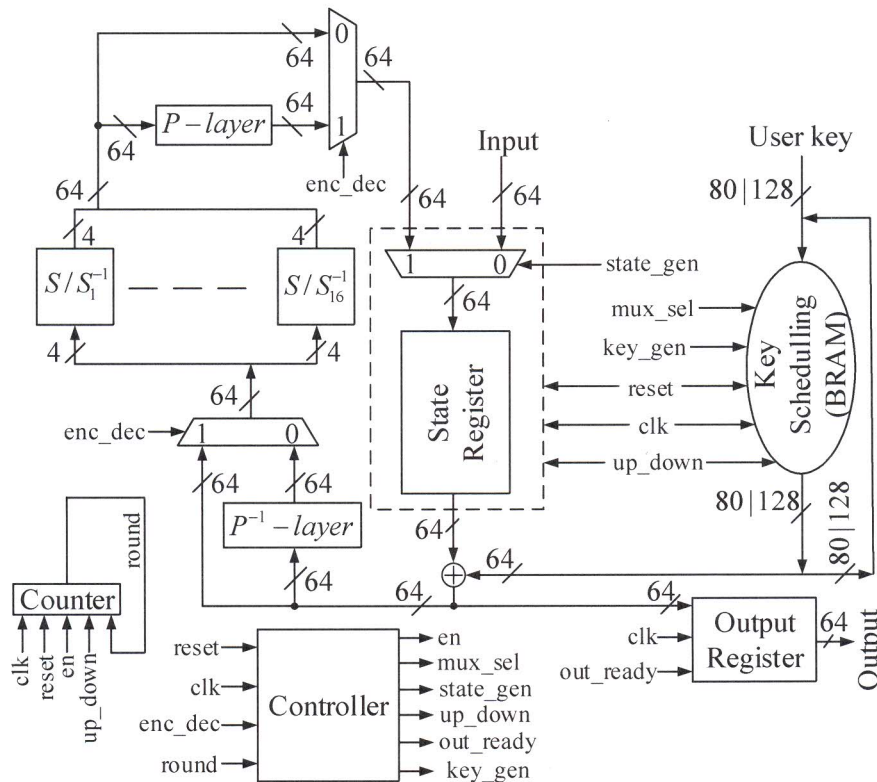 64
64
0
64
P-layer
64
64
1
enc_dec
Input
User key
64
64
64
80|128
4
4
S/S₁⁻¹
S/S₁₆⁻¹
1
0
state_gen
64
mux_sel
key_gen
reset
clk
up_down
State
Register
Key
Schedulling
(BRAM)
4
4
64
enc_dec
1
0
64
64
P⁻¹-layer
64
64
80|128
80|128
64
64
64
round
Counter
clk
reset
en
up_down
reset
clk
enc_dec
round
Controller
en
mux_sel
state_gen
up_down
out_ready
key_gen
clk
out_ready
Output
Register
64
Output